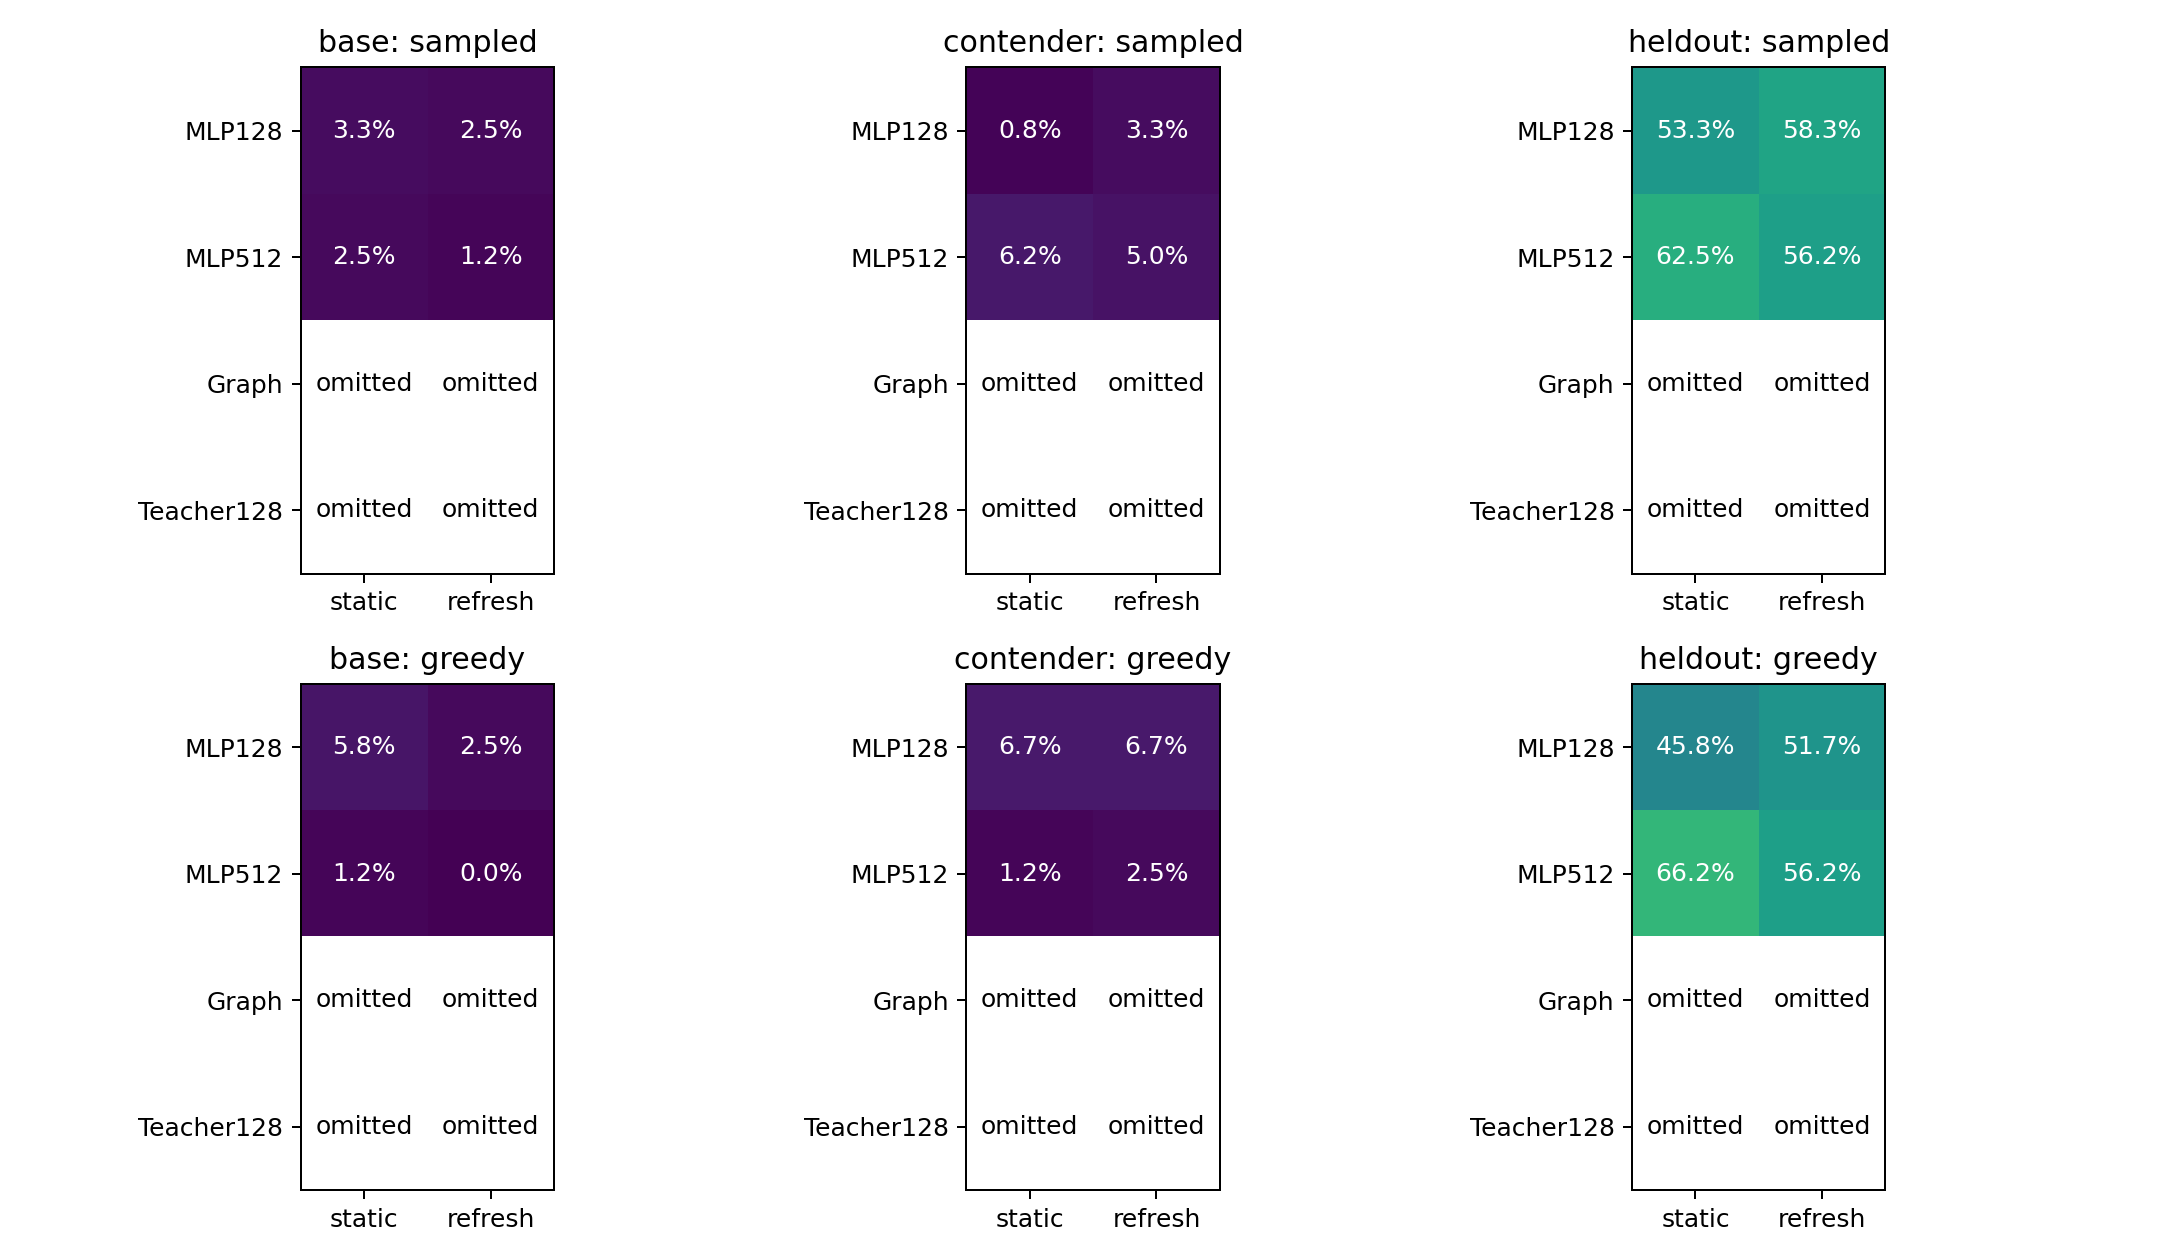 base: sampled
contender: sampled
heldout: sampled
MLP128 3.3% 2.5%
MLP128 0.8% 3.3%
MLP128 53.3% 58.3%
MLP512 2.5% 1.2%
MLP512 6.2% 5.0%
MLP512 62.5% 56.2%
Graph omitted omitted
Graph omitted omitted
Graph omitted omitted
Teacher128 omitted omitted
Teacher128 omitted omitted
Teacher128 omitted omitted
static refresh
static refresh
static refresh
base: greedy
contender: greedy
heldout: greedy
MLP128 5.8% 2.5%
MLP128 6.7% 6.7%
MLP128 45.8% 51.7%
MLP512 1.2% 0.0%
MLP512 1.2% 2.5%
MLP512 66.2% 56.2%
Graph omitted omitted
Graph omitted omitted
Graph omitted omitted
Teacher128 omitted omitted
Teacher128 omitted omitted
Teacher128 omitted omitted
static refresh
static refresh
static refresh